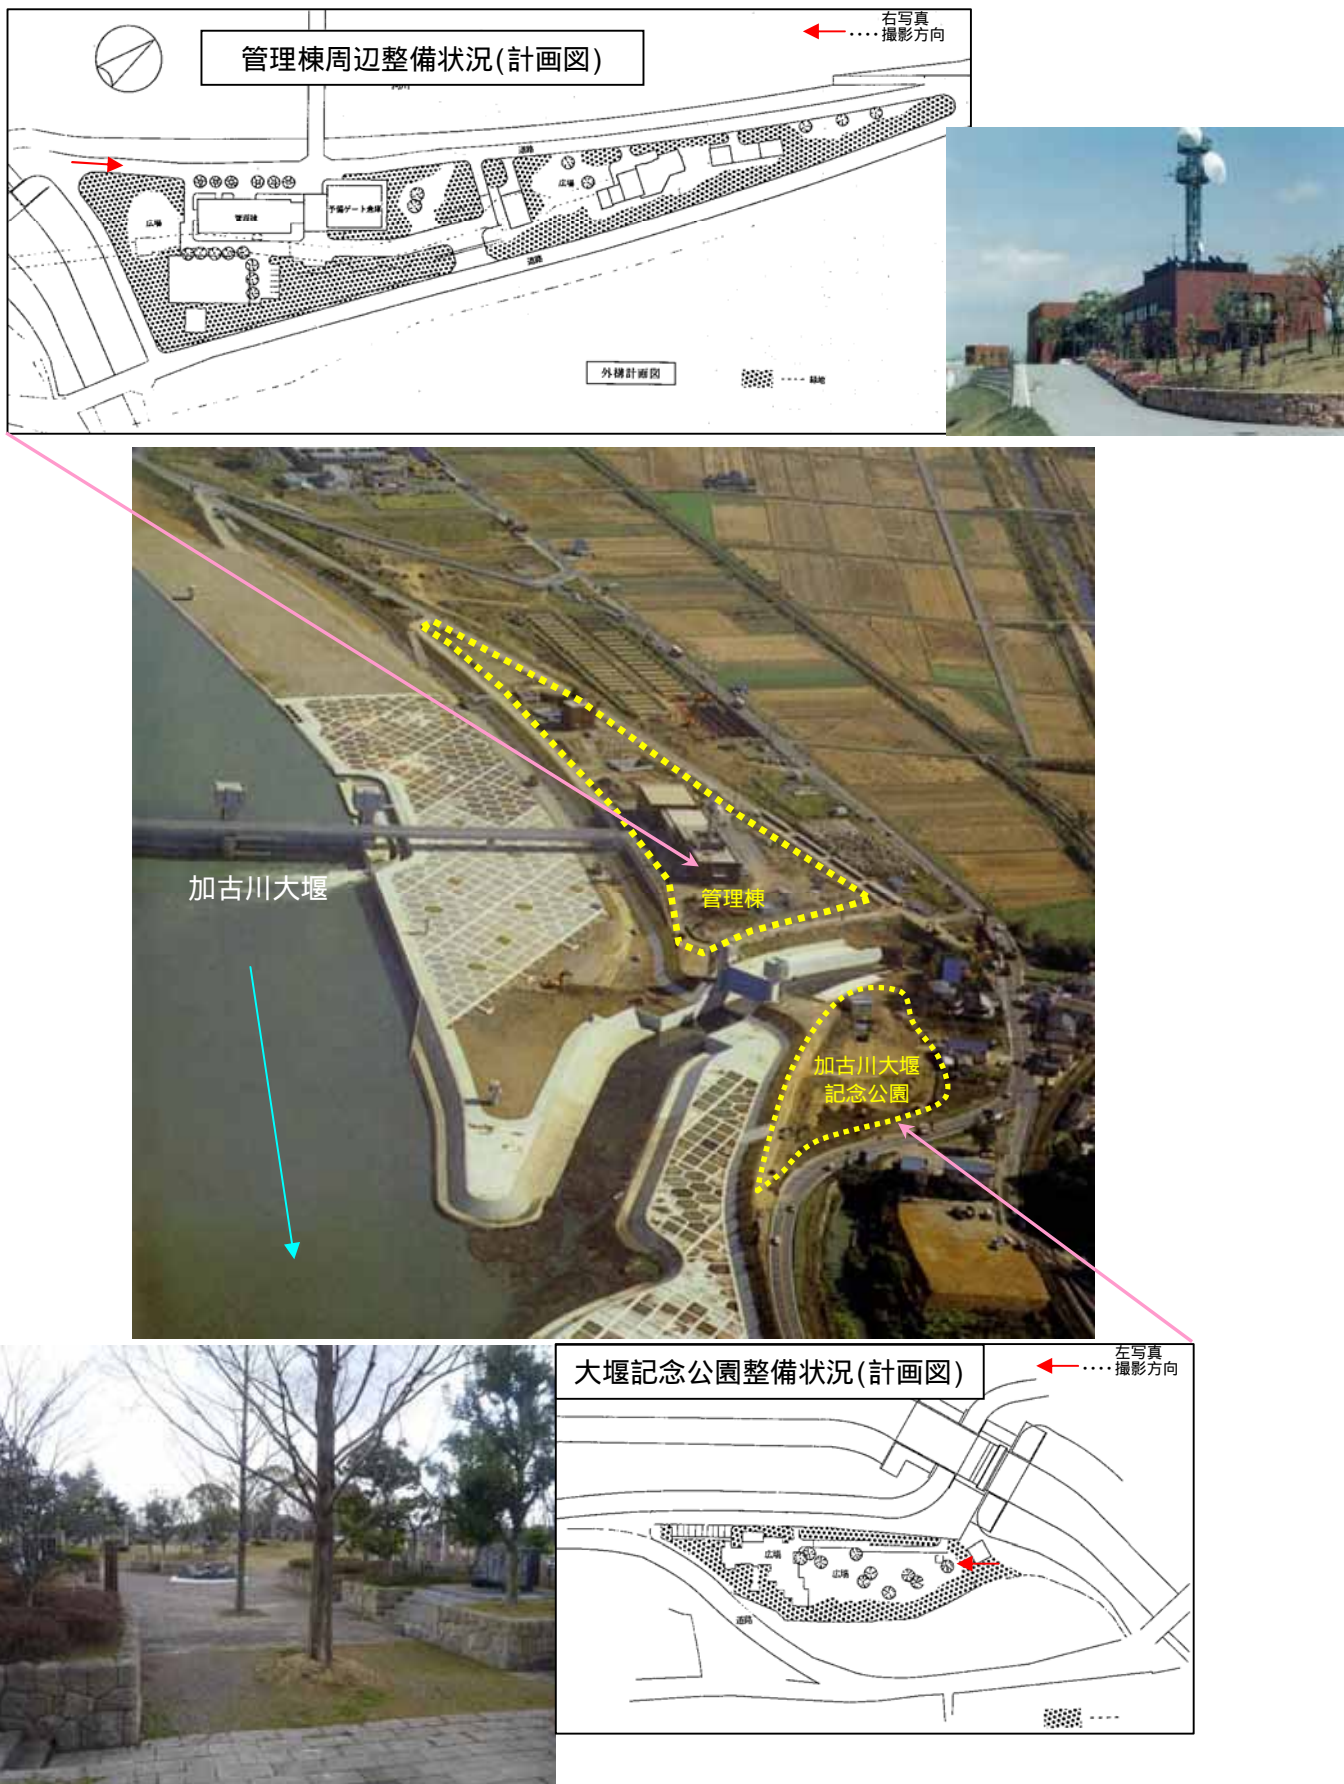 管理棟周辺整備状況(計画図)
右写真
‥‥撮影方向
道路
広場
管理棟
予備ゲート倉庫
広場
道路
外構計画図
---- 緑地
加古川大堰
管理棟
加古川大堰
記念公園
大堰記念公園整備状況(計画図)
左写真
‥‥撮影方向
広場
広場
道路